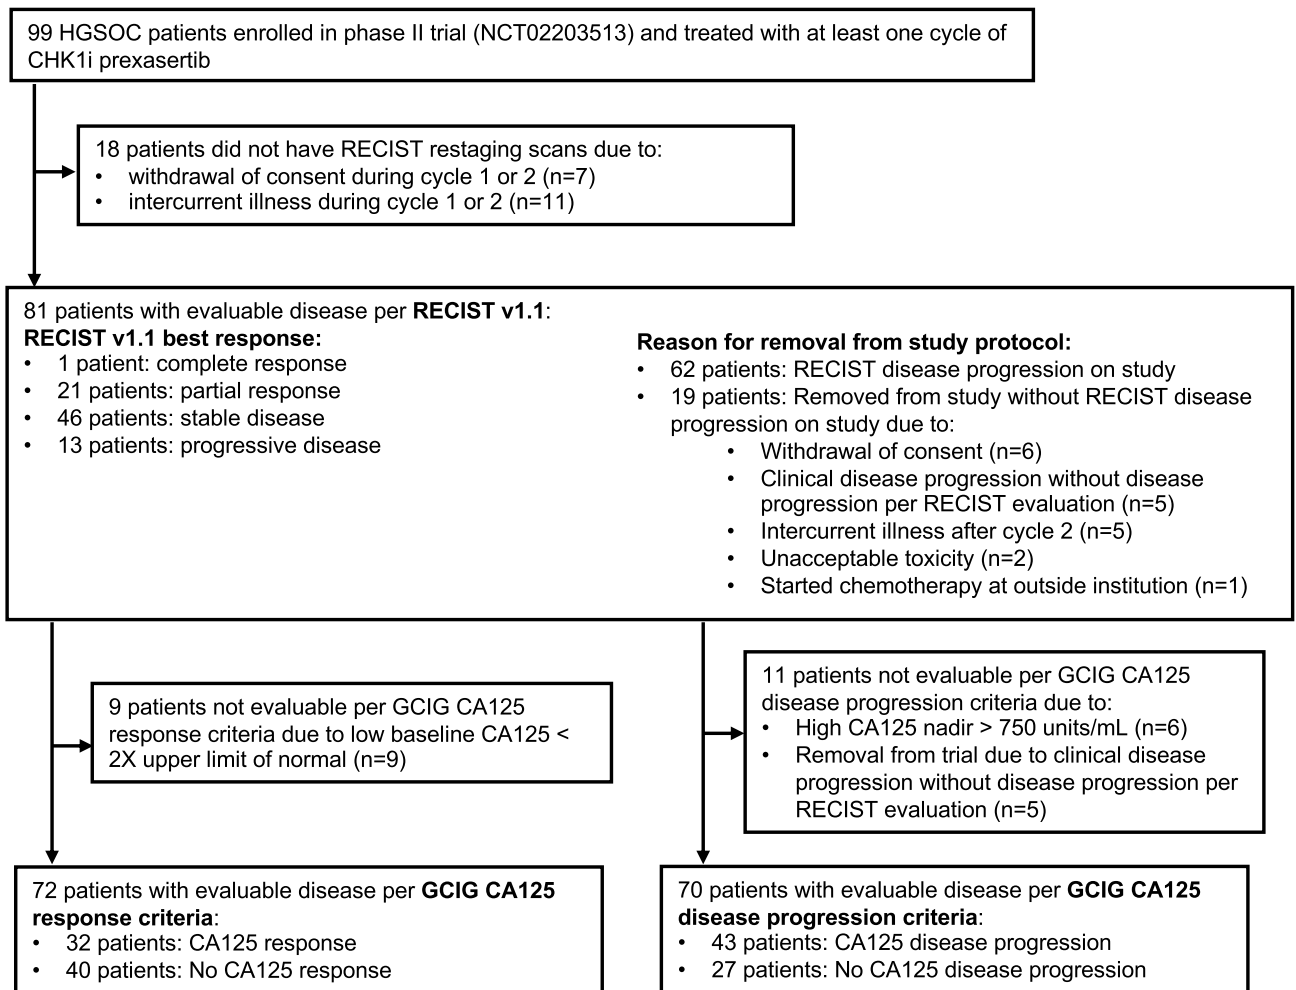 99 HGSOC patients enrolled in phase II trial (NCT02203513) and treated with at least one cycle of
CHK1i prexasertib
18 patients did not have RECIST restaging scans due to:
• withdrawal of consent during cycle 1 or 2 (n=7)
• intercurrent illness during cycle 1 or 2 (n=11)
81 patients with evaluable disease per RECIST v1.1:
RECIST v1.1 best response:
• 1 patient: complete response
• 21 patients: partial response
• 46 patients: stable disease
• 13 patients: progressive disease
Reason for removal from study protocol:
• 62 patients: RECIST disease progression on study
• 19 patients: Removed from study without RECIST disease
progression on study due to:
• Withdrawal of consent (n=6)
• Clinical disease progression without disease
progression per RECIST evaluation (n=5)
• Intercurrent illness after cycle 2 (n=5)
• Unacceptable toxicity (n=2)
• Started chemotherapy at outside institution (n=1)
9 patients not evaluable per GCIG CA125
response criteria due to low baseline CA125 <
2X upper limit of normal (n=9)
11 patients not evaluable per GCIG CA125
disease progression criteria due to:
• High CA125 nadir > 750 units/mL (n=6)
• Removal from trial due to clinical disease
progression without disease progression per
RECIST evaluation (n=5)
72 patients with evaluable disease per GCIG CA125
response criteria:
• 32 patients: CA125 response
• 40 patients: No CA125 response
70 patients with evaluable disease per GCIG CA125
disease progression criteria:
• 43 patients: CA125 disease progression
• 27 patients: No CA125 disease progression